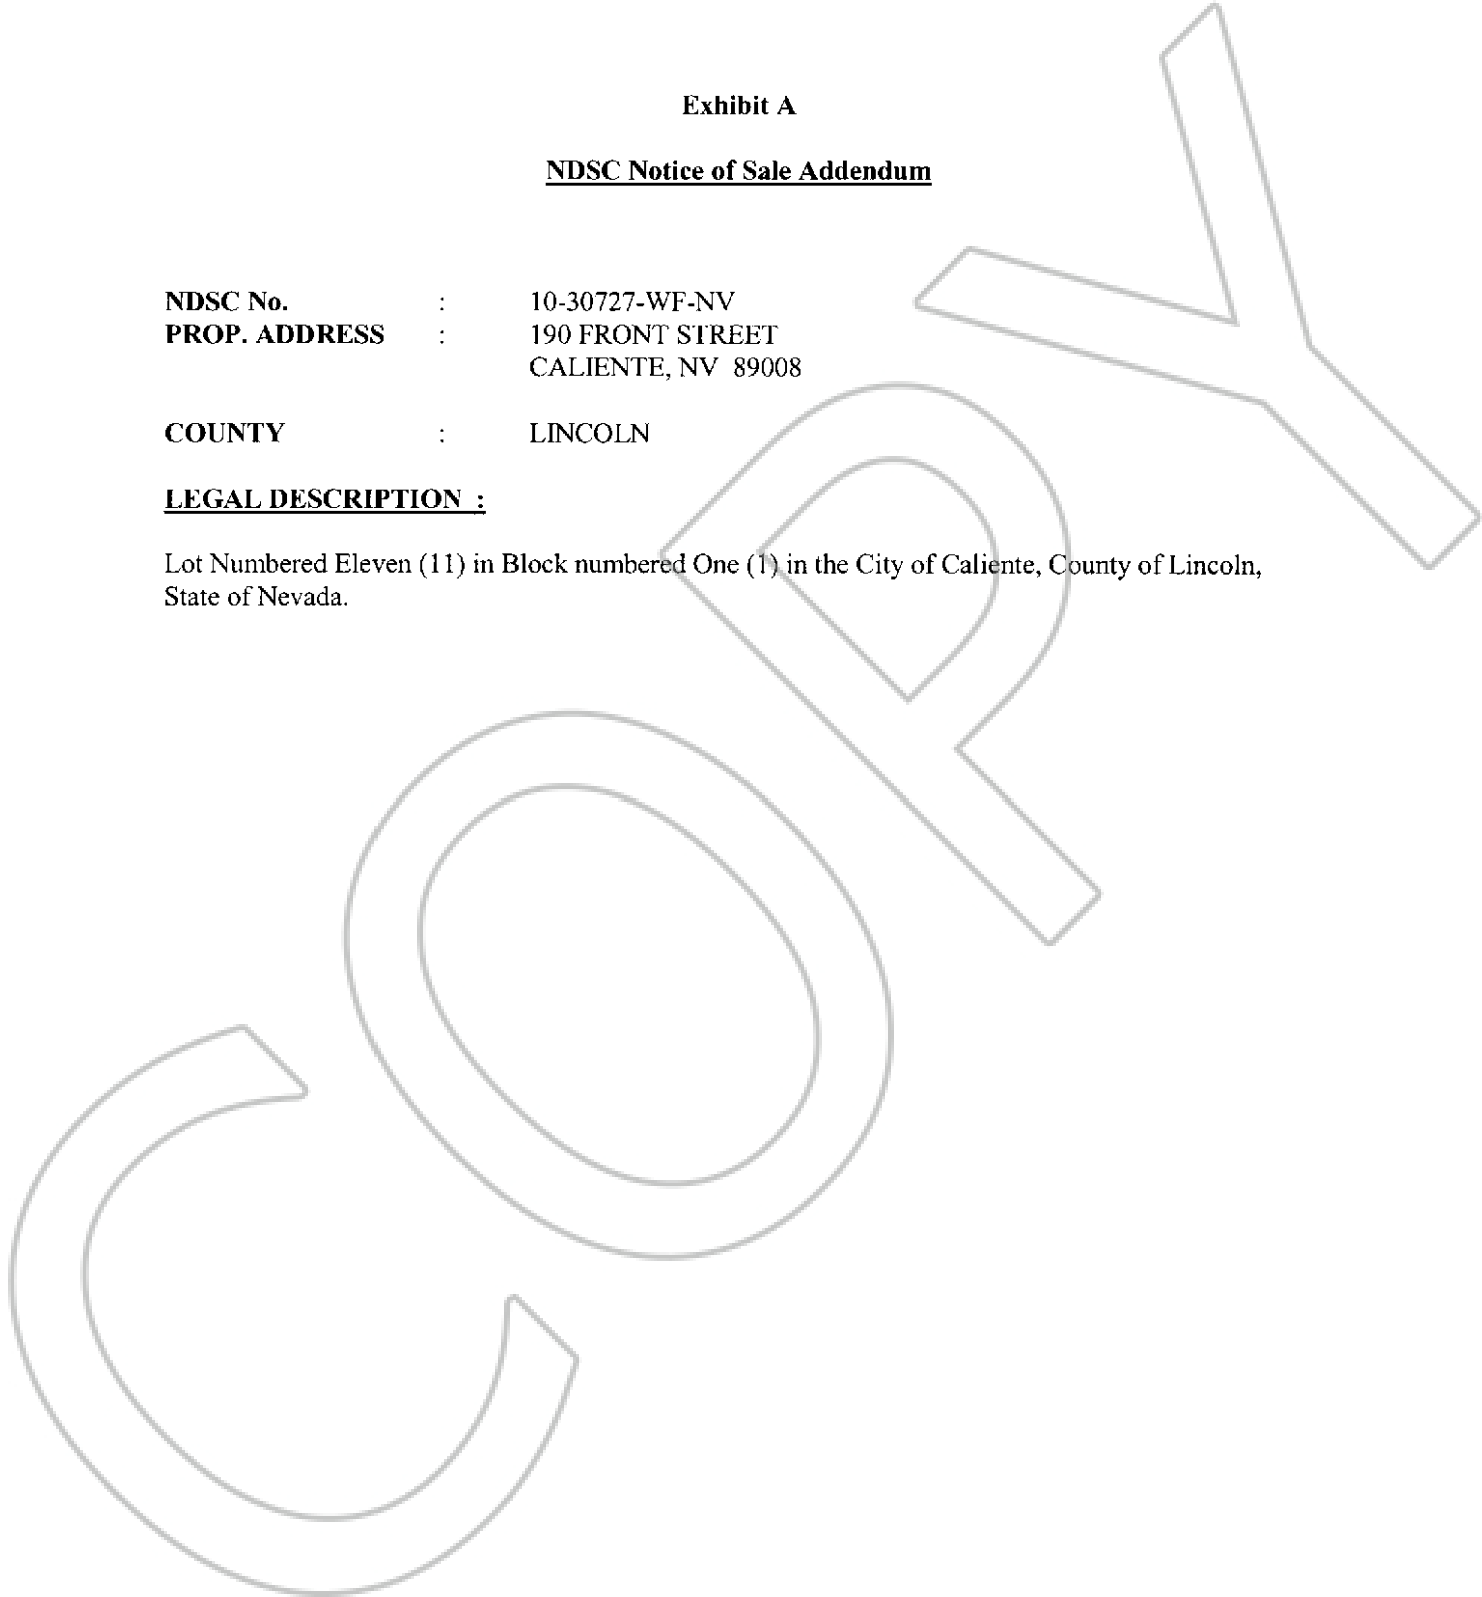 Exhibit A
NDSC Notice of Sale Addendum
NDSC No. : 10-30727-WF-NV
PROP. ADDRESS : 190 FRONT STREET
CALIENTE, NV 89008
COUNTY : LINCOLN
LEGAL DESCRIPTION :
Lot Numbered Eleven (11) in Block numbered One (1) in the City of Caliente, County of Lincoln,
State of Nevada.
COPY